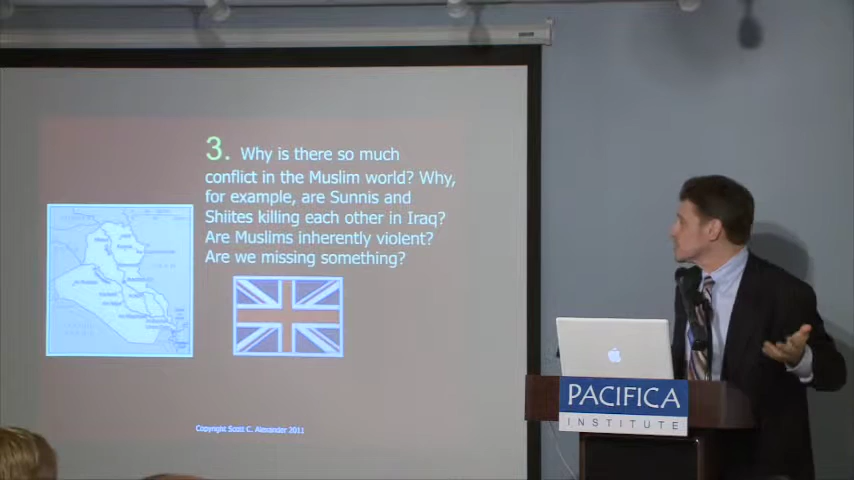 3. Why is there so much
conflict in the Muslim world? Why,
for example, are Sunnis and
Shiites killing each other in Iraq?
Are Muslims inherently violent?
Are we missing something?
Copyright Scott C. Alexander 2011
PACIFICA
INSTITUTE